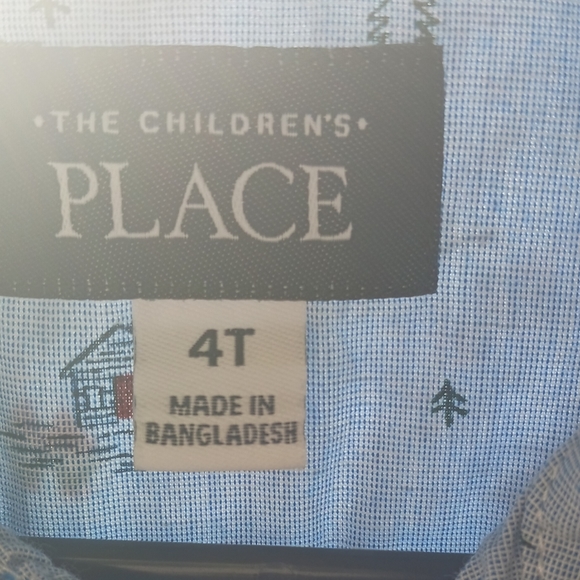 THE CHILDREN'S
PLACE
4T
MADE IN
BANGLADESH